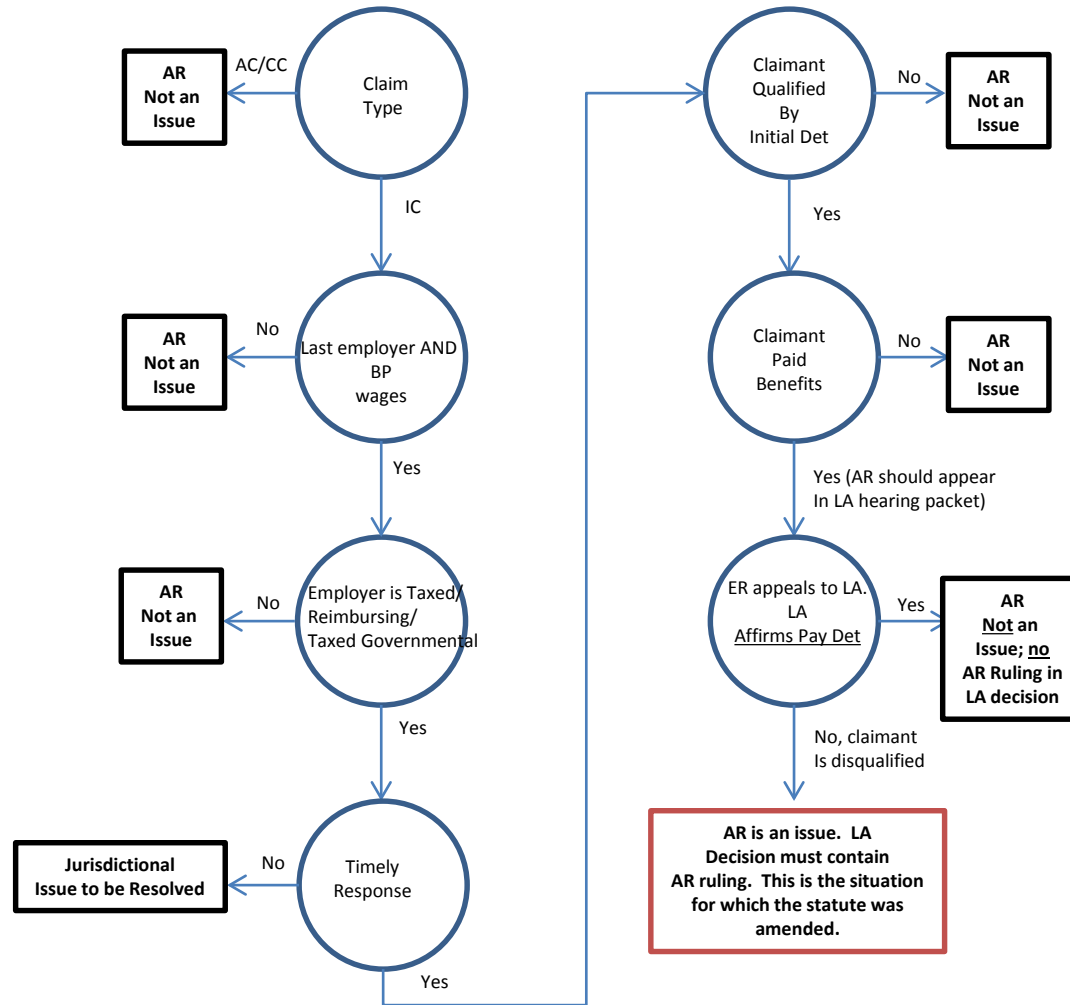 AC/CC
AR
Not an
Issue
Claim
Type
IC
No
AR
Not an
Issue
Last employer AND
BP
wages
Yes
No
AR
Not an
Issue
Employer is Taxed/
Reimbursing/
Taxed Governmental
Yes
No
Jurisdictional
Issue to be Resolved
Timely
Response
Yes
Claimant
Qualified
By
Initial Det
No
AR
Not an
Issue
Yes
Claimant
Paid
Benefits
No
AR
Not an
Issue
Yes (AR should appear
In LA hearing packet)
ER appeals to LA.
LA
Affirms Pay Det
Yes
AR
Not an
Issue; no
AR Ruling in
LA decision
No, claimant
Is disqualified
AR is an issue. LA
Decision must contain
AR ruling. This is the situation
for which the statute was
amended.